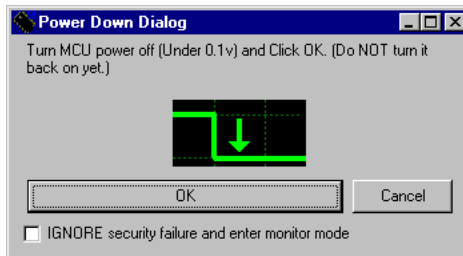 Power Down Dialog
Turn MCU power off (Under 0.1v) and Click OK. (Do NOT turn it
back on yet.)
OK
Cancel
IGNORE security failure and enter monitor mode